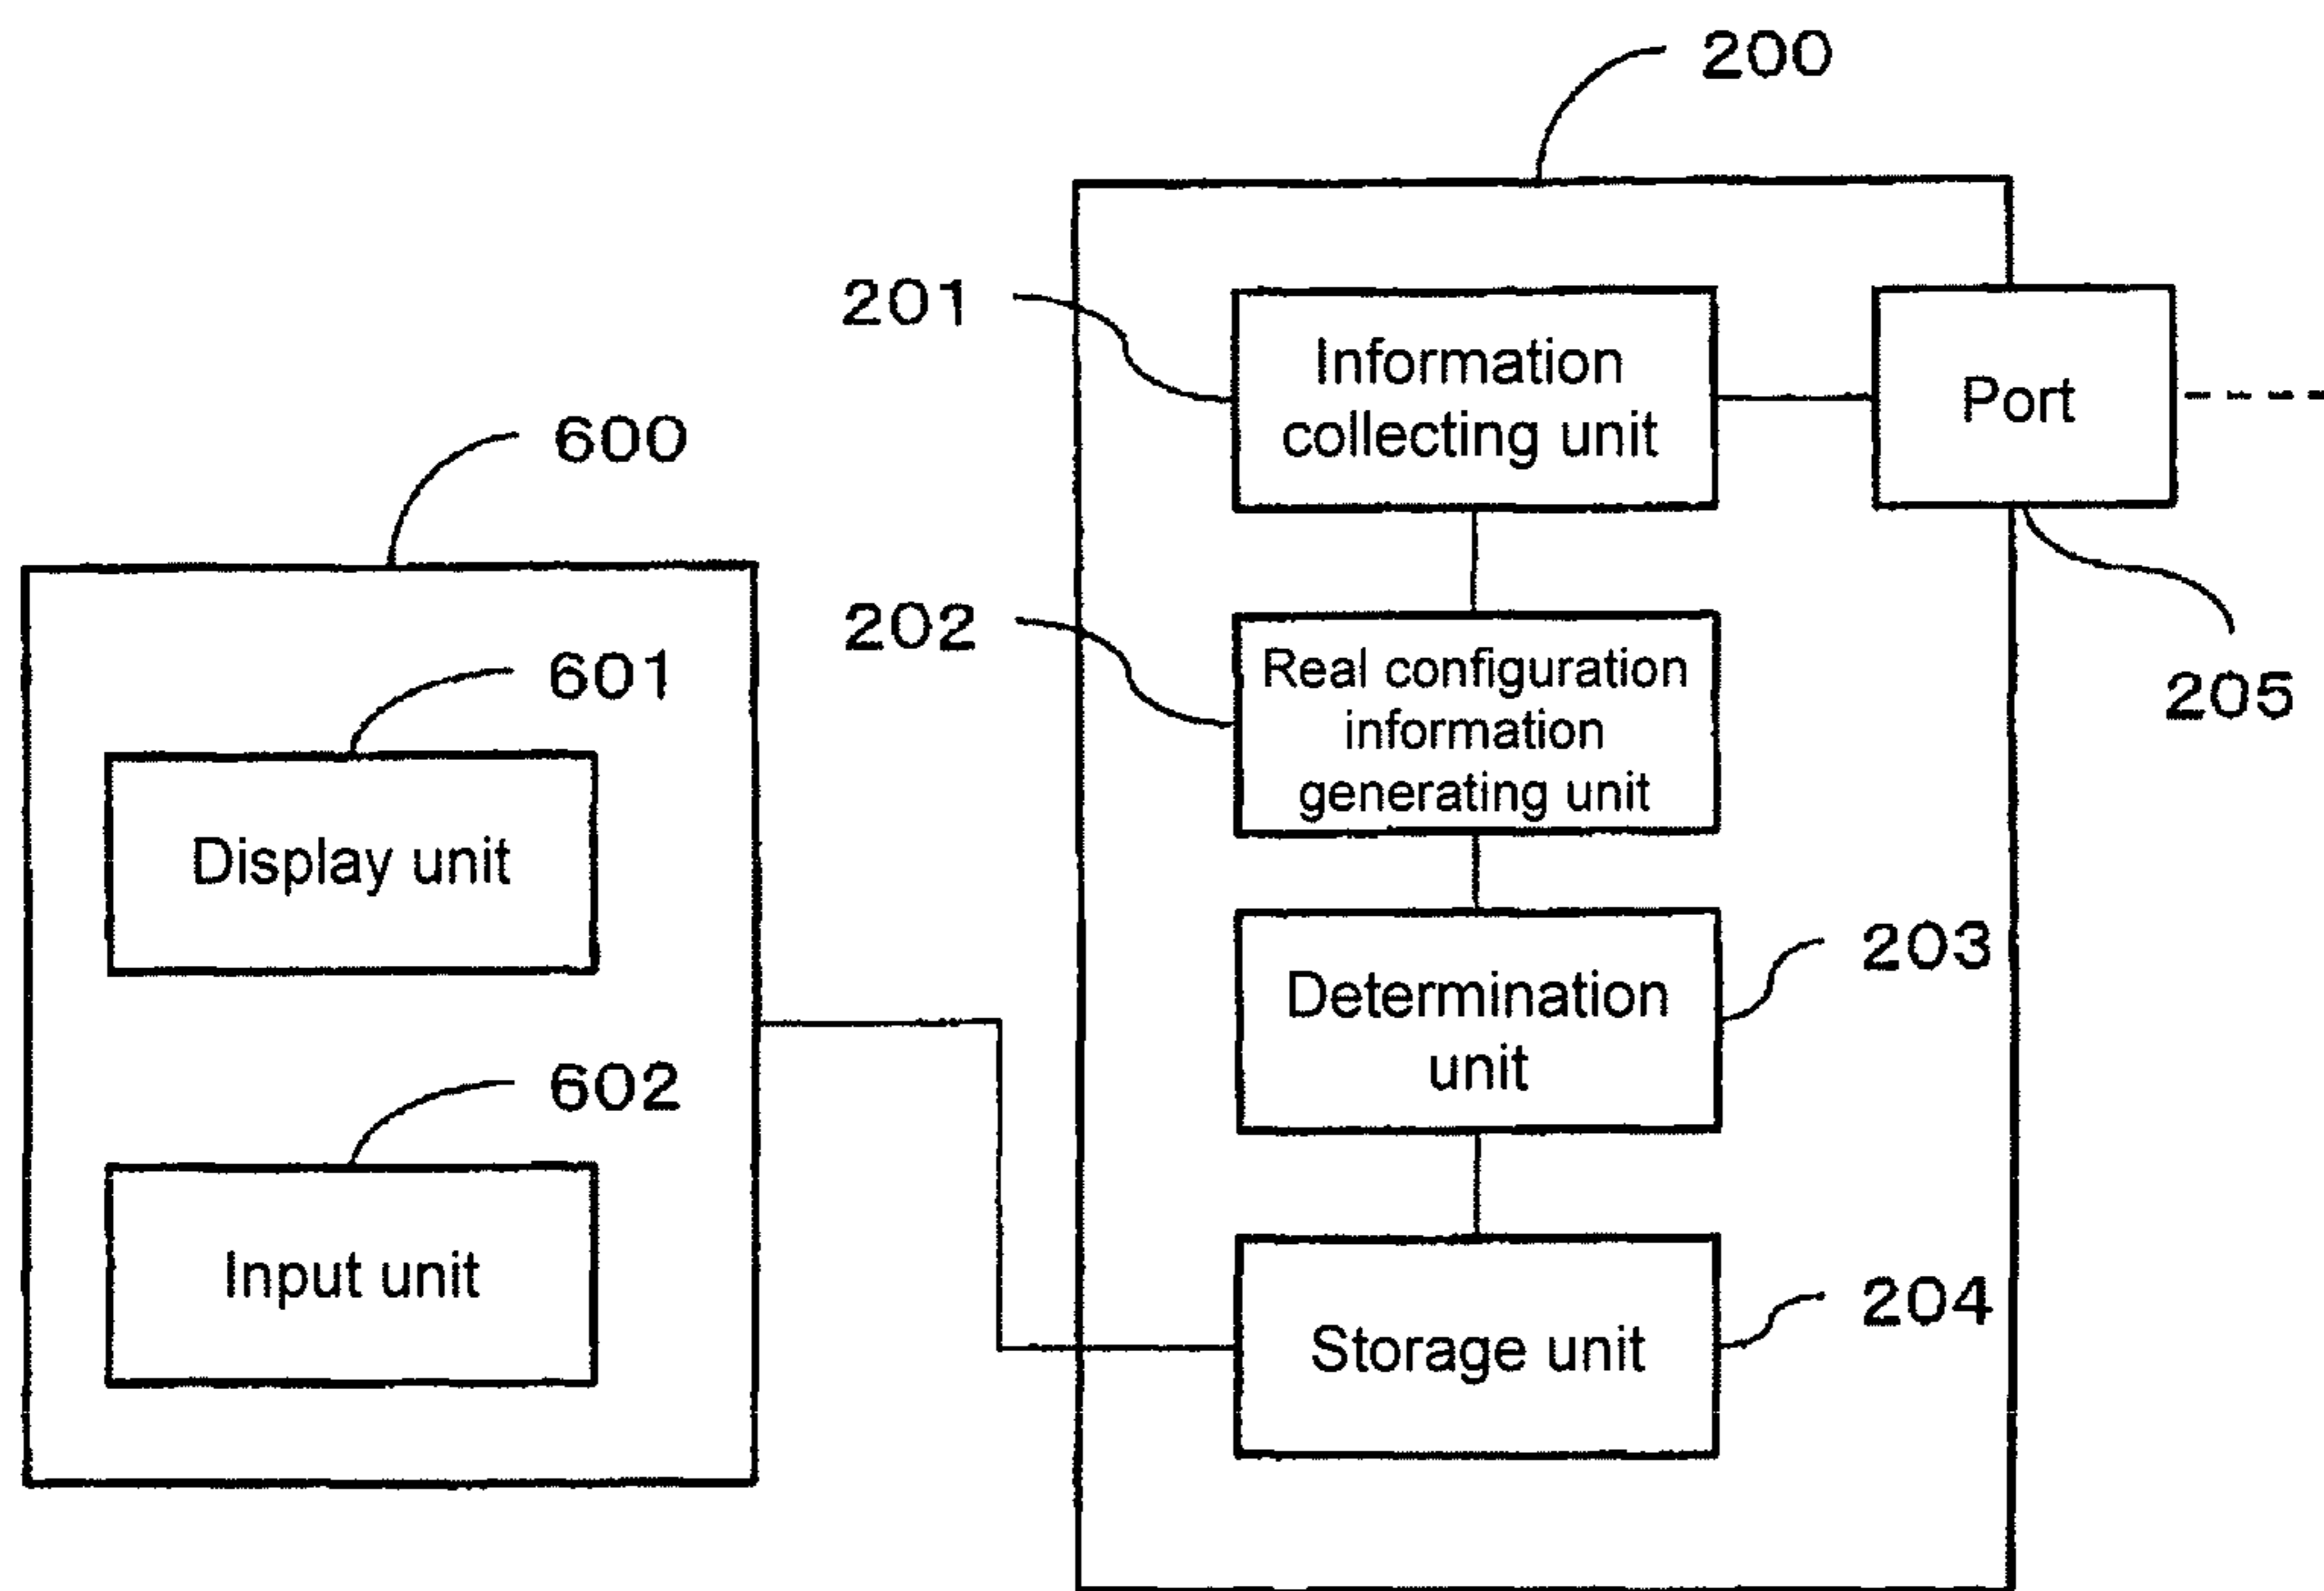 200
201
Information
collecting unit
Port
600
202
Real configuration
information
generating unit
205
601
Display unit
203
Determination
unit
602
Input unit
204
Storage unit